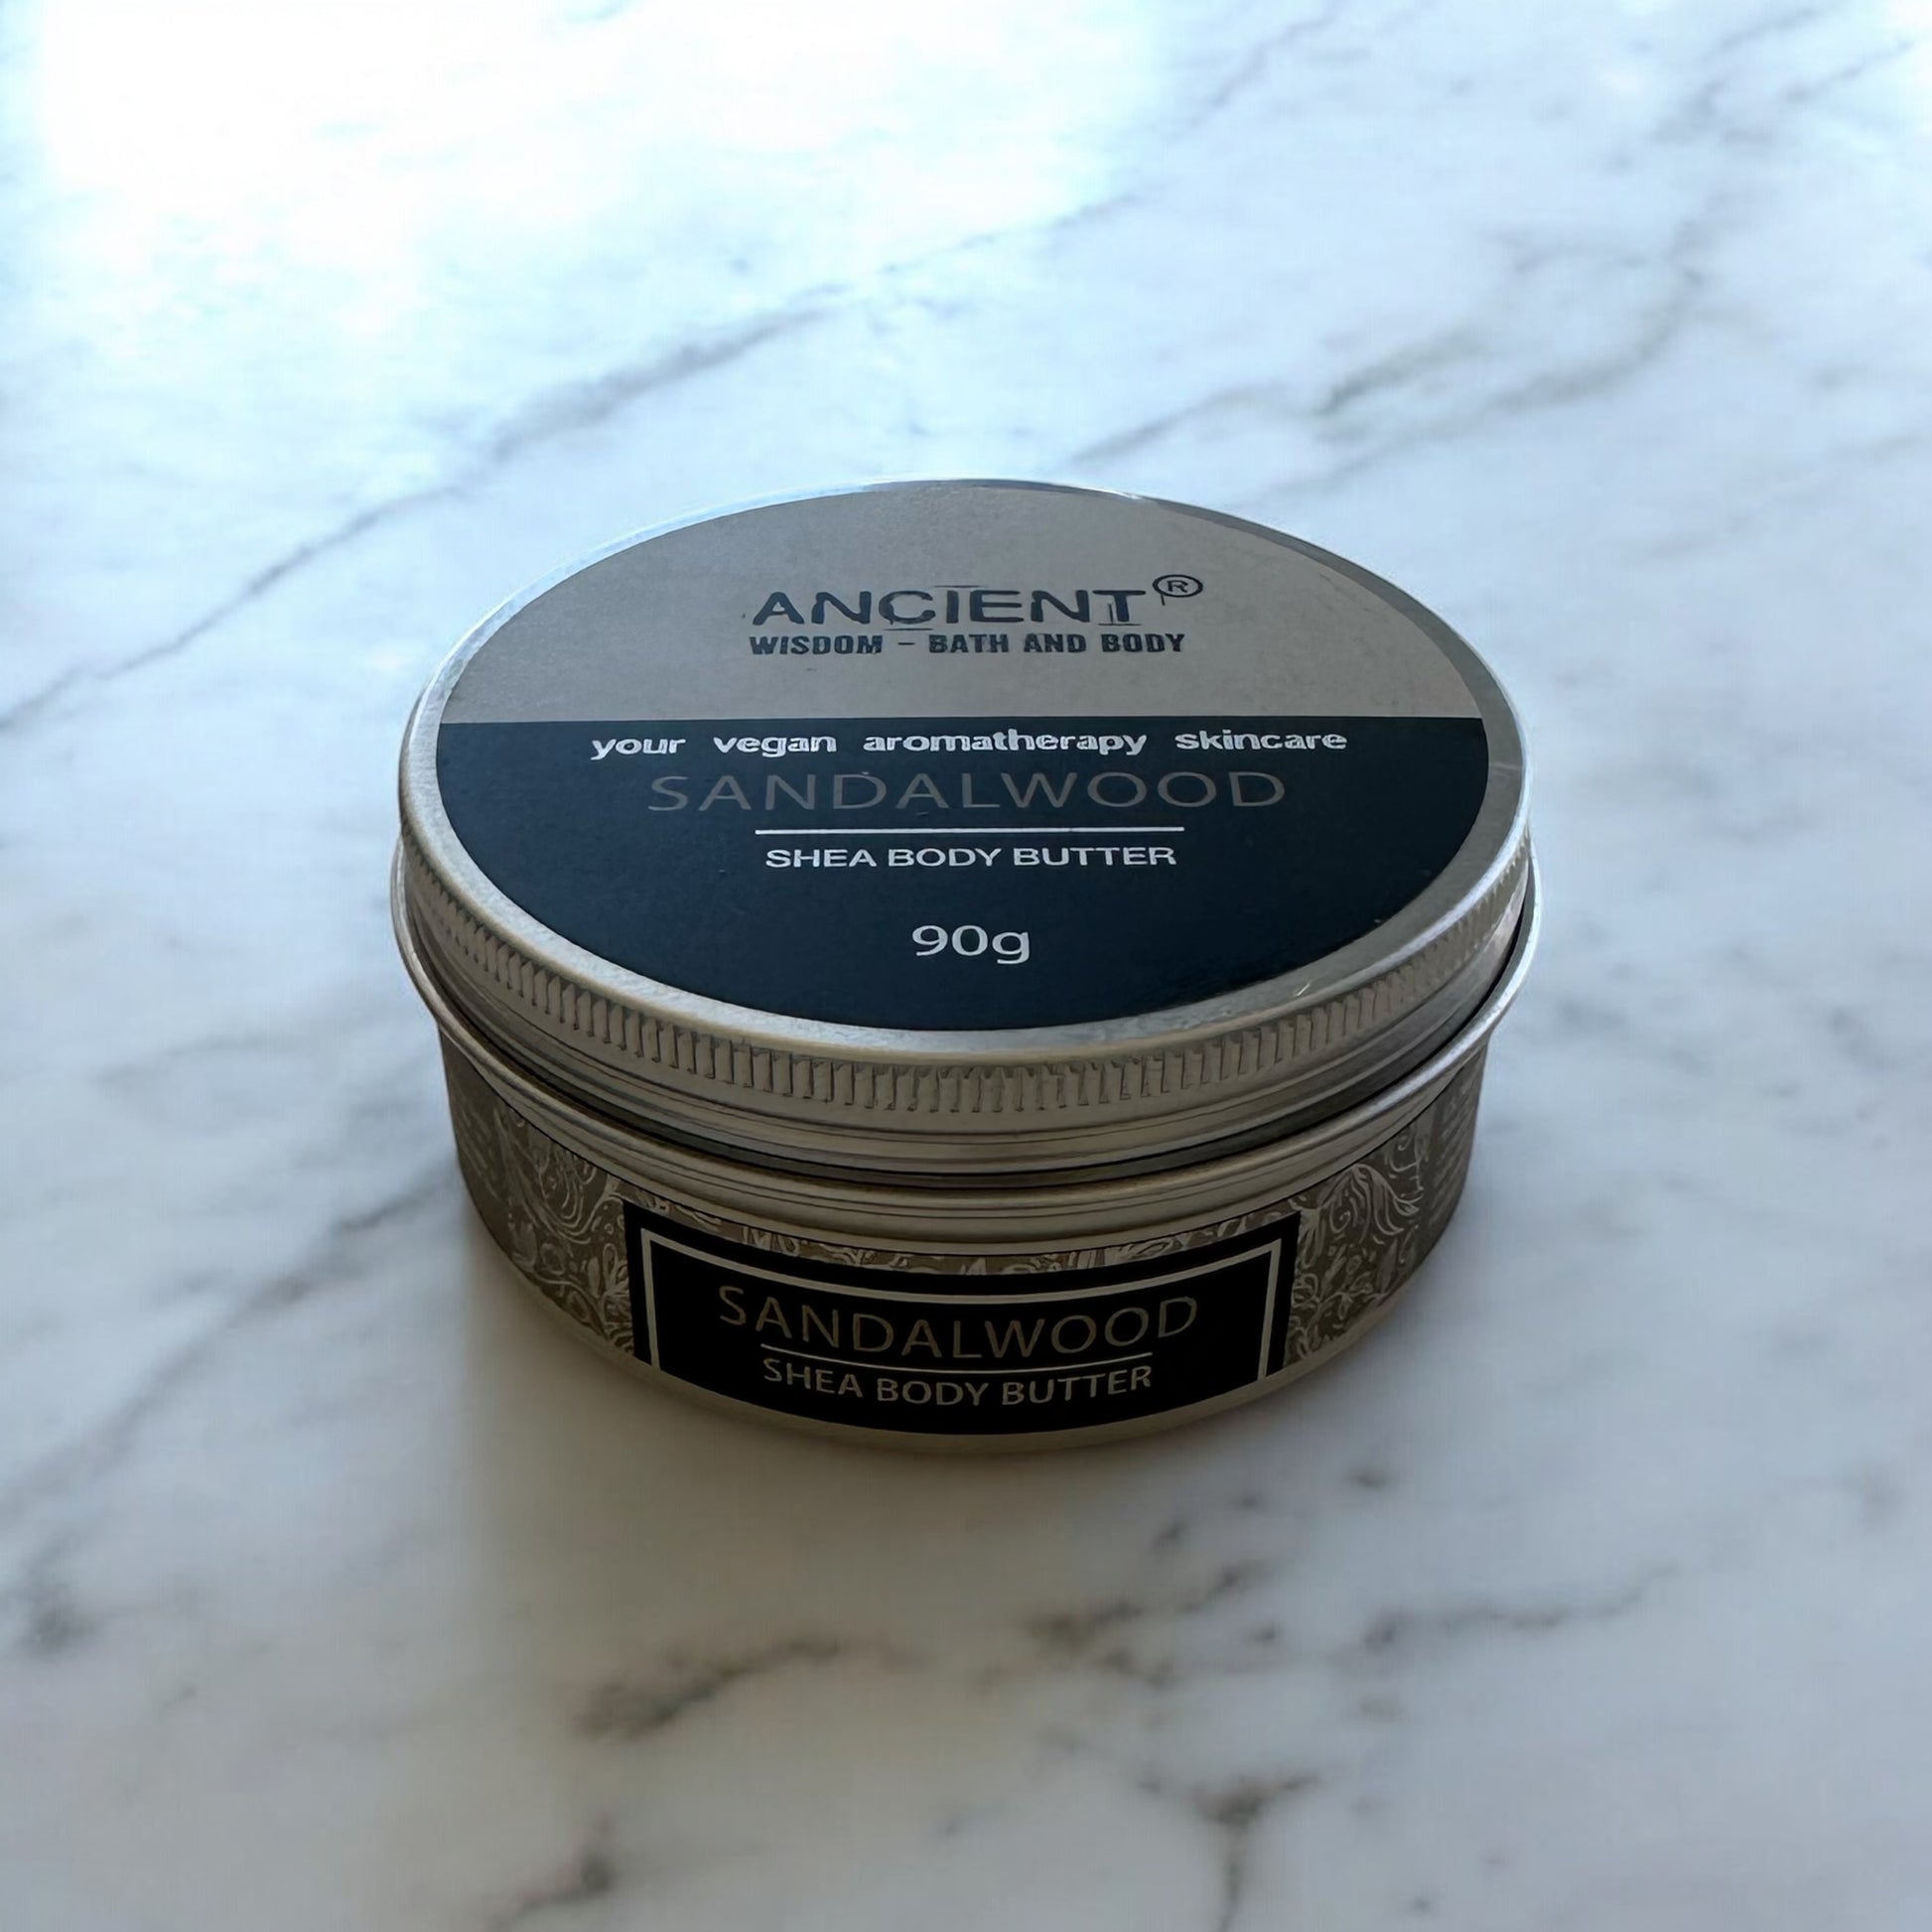 ANCIENT®
WISDOM - BATH AND BODY
your vegan aromatherapy skincare
SANDALWOOD
SHEA BODY BUTTER
90g
SANDALWOOD
SHEA BODY BUTTER